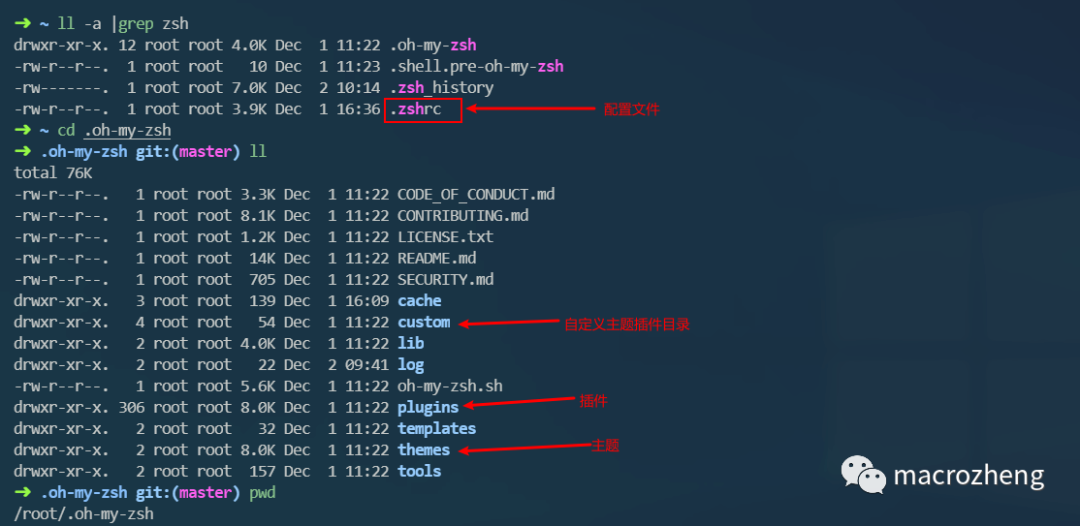 ➜ ~ ll -a |grep zsh
drwxr-xr-x. 12 root root 4.0K Dec  1 11:22 .oh-my-zsh
-rw-r--r--.  1 root root   10 Dec  1 11:23 .shell.pre-oh-my-zsh
-rw-------.  1 root root 7.0K Dec  2 10:14 .zsh_history
-rw-r--r--.  1 root root 3.9K Dec  1 16:36 .zshrc 配置文件
➜ ~ cd .oh-my-zsh
➜ .oh-my-zsh git:(master) ll
total 76K
-rw-r--r--.   1 root root 3.3K Dec  1 11:22 CODE_OF_CONDUCT.md
-rw-r--r--.   1 root root 8.1K Dec  1 11:22 CONTRIBUTING.md
-rw-r--r--.   1 root root 1.2K Dec  1 11:22 LICENSE.txt
-rw-r--r--.   1 root root  14K Dec  1 11:22 README.md
-rw-r--r--.   1 root root  705 Dec  1 11:22 SECURITY.md
drwxr-xr-x.   3 root root  139 Dec  1 16:09 cache
drwxr-xr-x.   4 root root   54 Dec  1 11:22 custom 自定义主题插件目录
drwxr-xr-x.   2 root root 4.0K Dec  1 11:22 lib
drwxr-xr-x.   2 root root   22 Dec  2 09:41 log
-rw-r--r--.   1 root root 5.6K Dec  1 11:22 oh-my-zsh.sh
drwxr-xr-x. 306 root root 8.0K Dec  1 11:22 plugins 插件
drwxr-xr-x.   2 root root   32 Dec  1 11:22 templates
drwxr-xr-x.   2 root root 8.0K Dec  1 11:22 themes 主题
drwxr-xr-x.   2 root root  157 Dec  1 11:22 tools
➜ .oh-my-zsh git:(master) pwd
/root/.oh-my-zsh
macrozheng